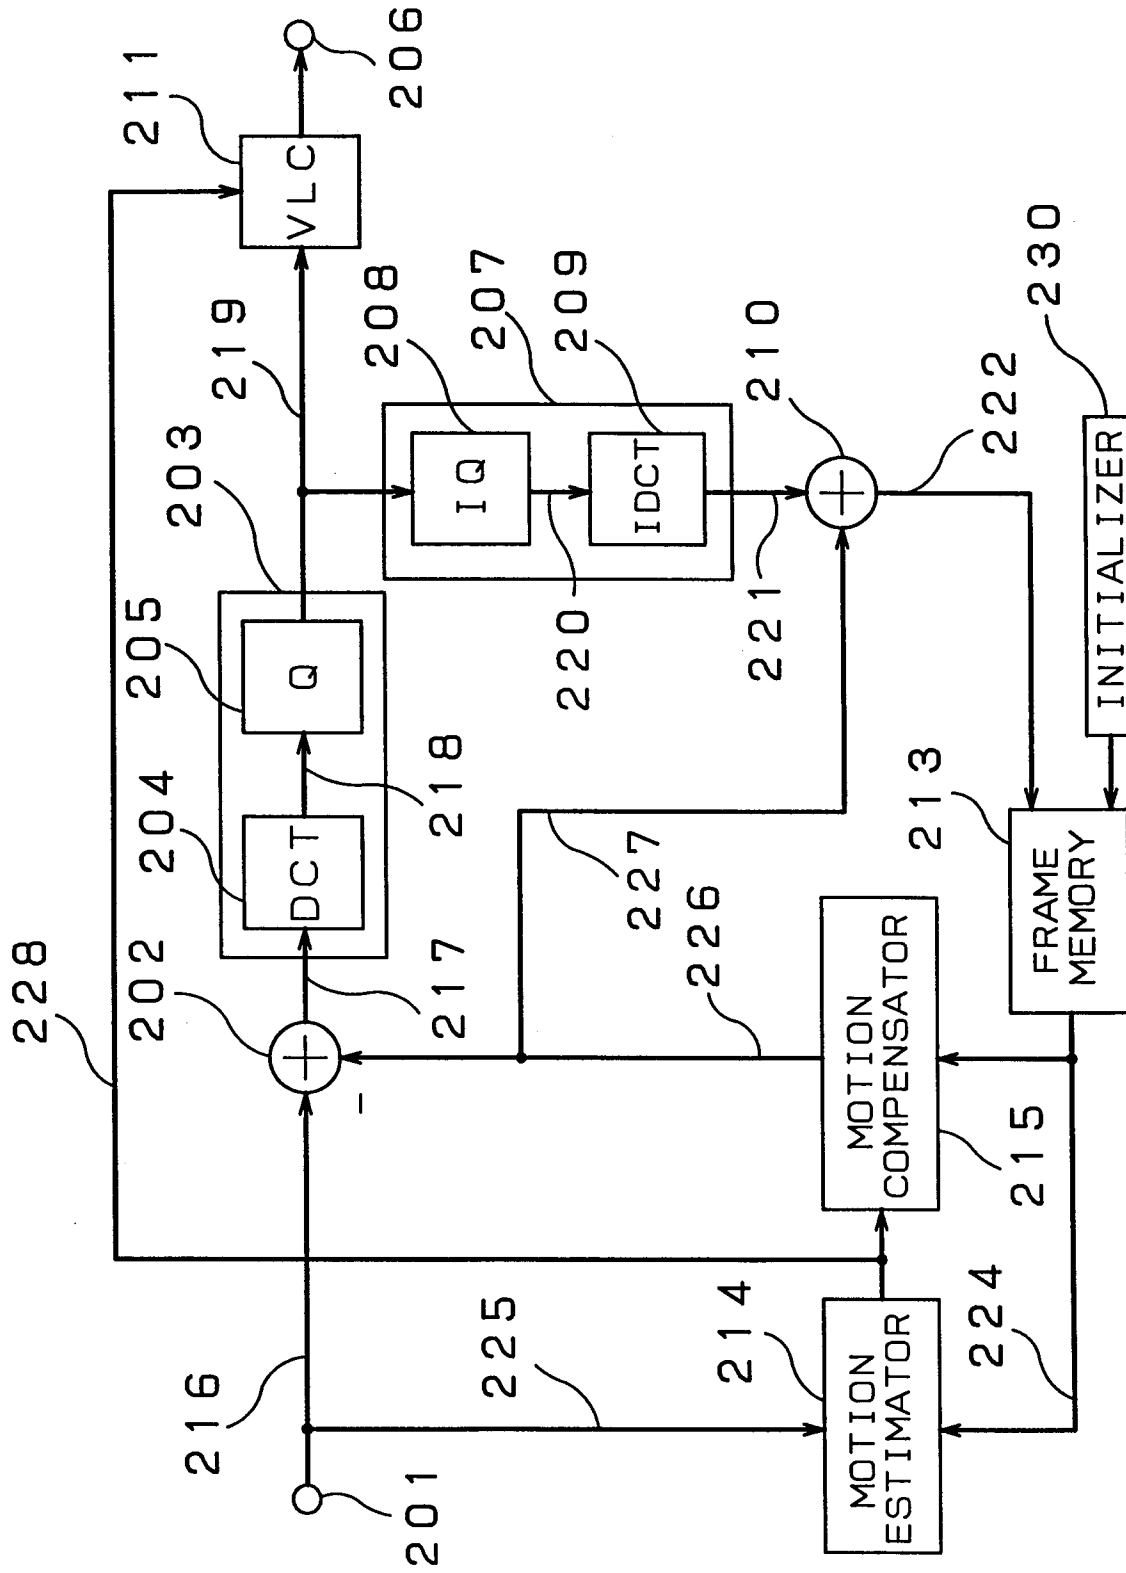 228
211
206
202
204
205
203
219
VLC
216
217
DCT
218
Q
208
207
209
201
225
-
226
227
220
IQ
IDCT
221
210
214
MOTION
ESTIMATOR
MOTION
COMPENSATOR
215
213
222
230
224
FRAME
MEMORY
INITIALIZER